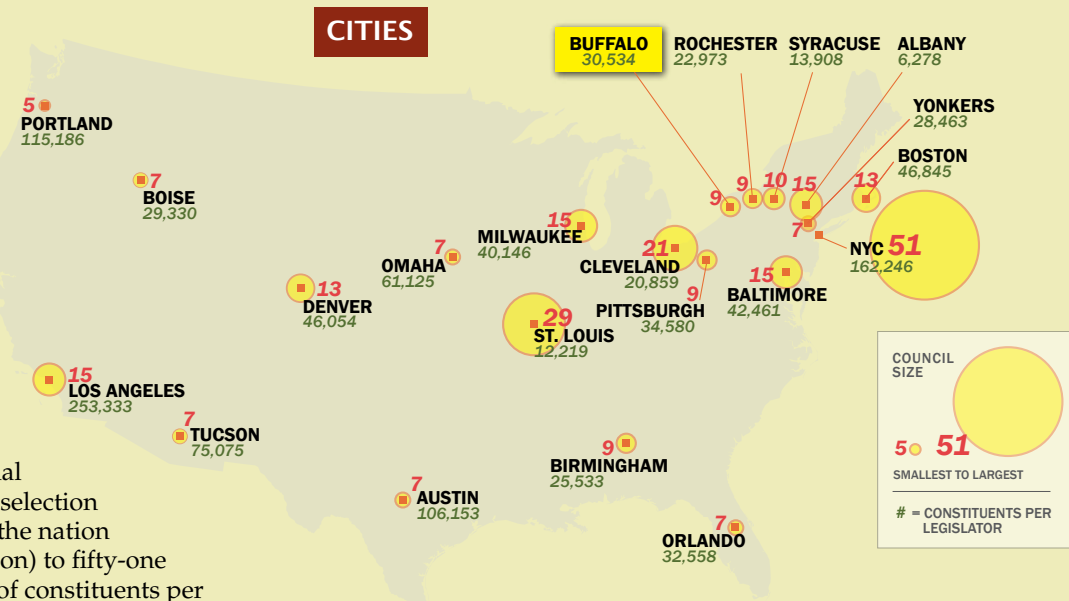 CITIES
BUFFALO
30,534
ROCHESTER
22,973
SYRACUSE
13,908
ALBANY
6,278
YONKERS
28,463
BOSTON
46,845
5
PORTLAND
115,186
7
BOISE
29,330
9
9
10
15
13
7
NYC 51
162,246
15
MILWAUKEE
40,146
7
OMAHA
61,125
21
CLEVELAND
20,859
9
PITTSBURGH
34,580
15
BALTIMORE
42,461
13
DENVER
46,054
29
ST. LOUIS
12,219
15
LOS ANGELES
253,333
7
TUCSON
75,075
9
BIRMINGHAM
25,533
7
AUSTIN
106,153
7
ORLANDO
32,558
COUNCIL
SIZE
5 51
SMALLEST TO LARGEST
# = CONSTITUENTS PER
LEGISLATOR
selection
the nation
to fifty-one
of constituents per